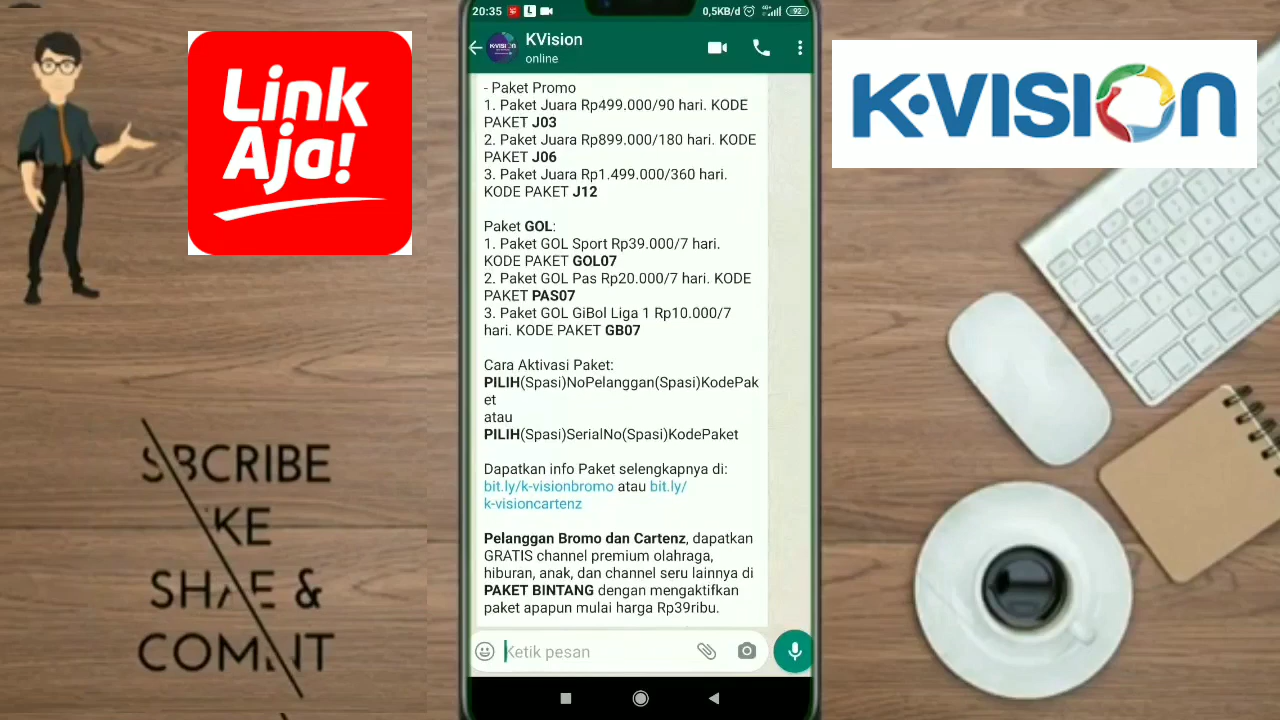 Link
Aja!
SBCRIBE
KE
SHAE &
COM
20:35
0,5KB/d
92
KVision
online
- Paket Promo
1. Paket Juara Rp499.000/90 hari. KODE
PAKET J03
2. Paket Juara Rp899.000/180 hari. KODE
PAKET J06
3. Paket Juara Rp1.499.000/360 hari.
KODE PAKET J12
Paket GOL:
1. Paket GOL Sport Rp39.000/7 hari.
KODE PAKET GOL07
2. Paket GOL Pas Rp20.000/7 hari. KODE
PAKET PAS07
3. Paket GOL GiBol Liga 1 Rp10.000/7
hari. KODE PAKET GB07
Cara Aktivasi Paket:
PILIH(Spasi)NoPelanggan(Spasi)KodePak
et
atau
PILIH(Spasi)SerialNo(Spasi)KodePaket
Dapatkan info Paket selengkapnya di:
bit.ly/k-visionbromo atau bit.ly/
k-visioncartenz
Pelanggan Bromo dan Cartenz, dapatkan
GRATIS channel premium olahraga,
hiburan, anak, dan channel seru lainnya di
PAKET BINTANG dengan mengaktifkan
paket apapun mulai harga Rp39ribu.
Ketik pesan
K-VISION